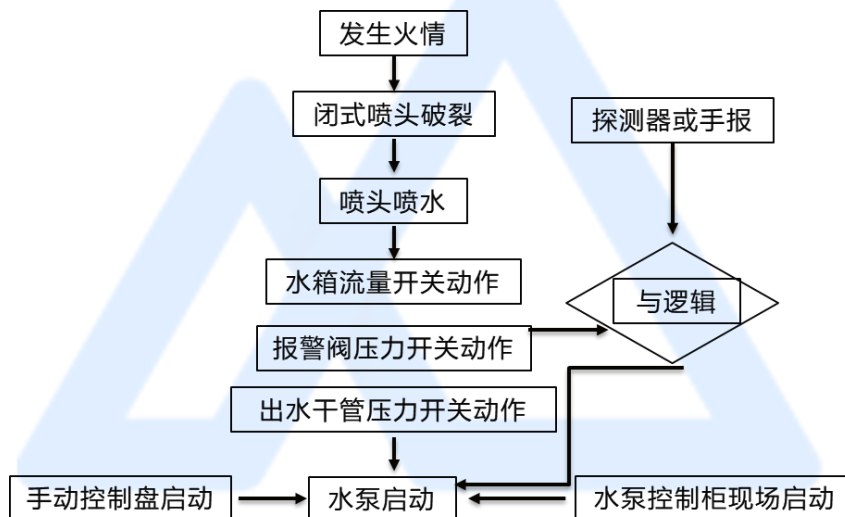 发生火情
闭式喷头破裂
探测器或手报
喷头喷水
水箱流量开关动作
与逻辑
报警阀压力开关动作
出水干管压力开关动作
手动控制盘启动
水泵启动
水泵控制柜现场启动